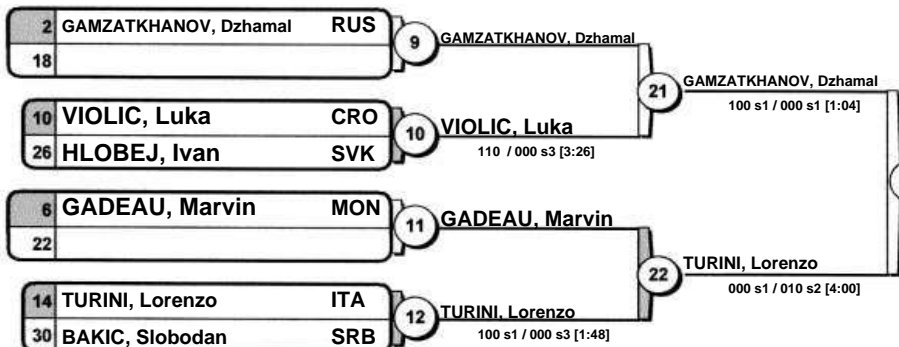 2 GAMZATKHANOV, Dzhamal RUS
18
9
GAMZATKHANOV, Dzhamal
10 VIOLIC, Luka CRO
26 HLOBEJ, Ivan SVK
10
VIOLIC, Luka
110 / 000 s3 [3:26]
21
GAMZATKHANOV, Dzhamal
100 s1 / 000 s1 [1:04]
6 GADEAU, Marvin MON
22
11
GADEAU, Marvin
14 TURINI, Lorenzo ITA
30 BAKIC, Slobodan SRB
12
TURINI, Lorenzo
100 s1 / 000 s3 [1:48]
22
TURINI, Lorenzo
000 s1 / 010 s2 [4:00]